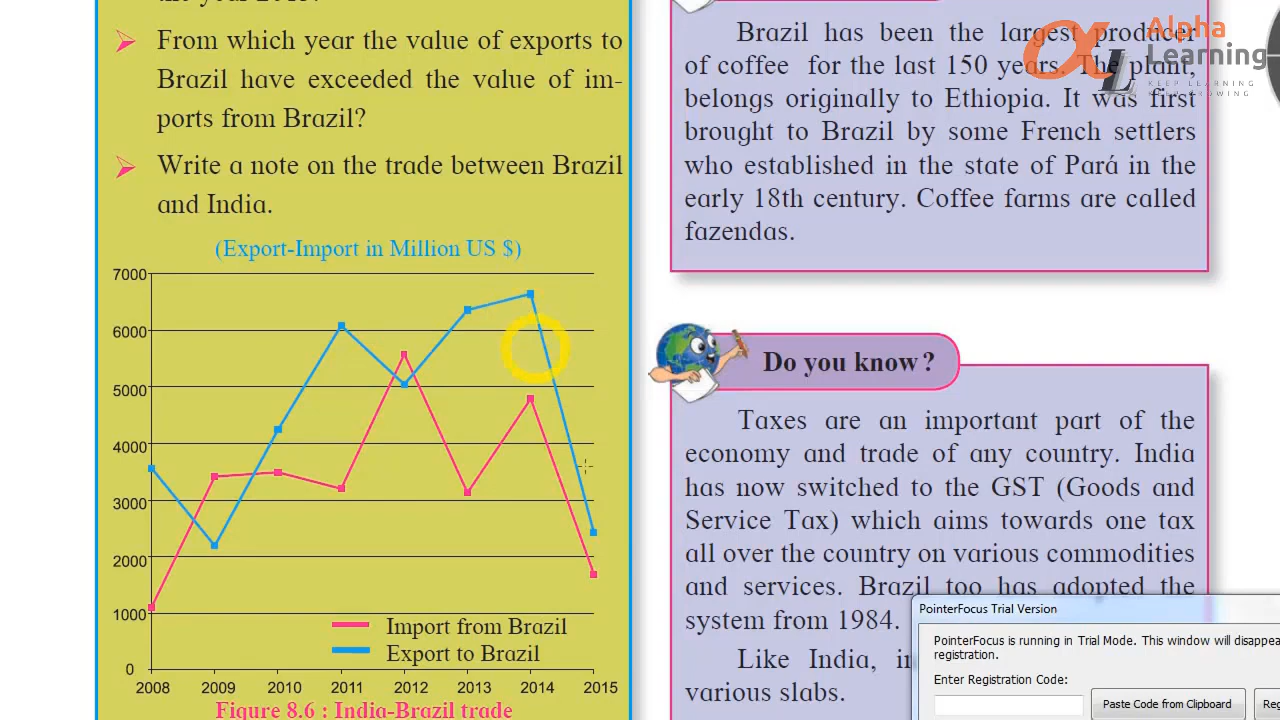 the year 2015?
➢ From which year the value of exports to
Brazil have exceeded the value of im-
ports from Brazil?
➢ Write a note on the trade between Brazil
and India.
(Export-Import in Million US $)
7000
6000
5000
4000
3000
2000
1000
0
Import from Brazil
Export to Brazil
2008 2009 2010 2011 2012 2013 2014 2015
Figure 8.6 : India-Brazil trade
Brazil has been the largest producer
of coffee for the last 150 years. The plant,
belongs originally to Ethiopia. It was first
brought to Brazil by some French settlers
who established in the state of Pará in the
early 18th century. Coffee farms are called
fazendas.
Alpha
Learning
KEEP LEARNING
KEEP GROWING
Do you know?
Taxes are an important part of the
economy and trade of any country. India
has now switched to the GST (Goods and
Service Tax) which aims towards one tax
all over the country on various commodities
and services. Brazil too has adopted the
system from 1984.
Like India, in
various slabs.
PointerFocus Trial Version
PointerFocus is running in Trial Mode. This window will disappea
registration.
Enter Registration Code:
Paste Code from Clipboard
Reg